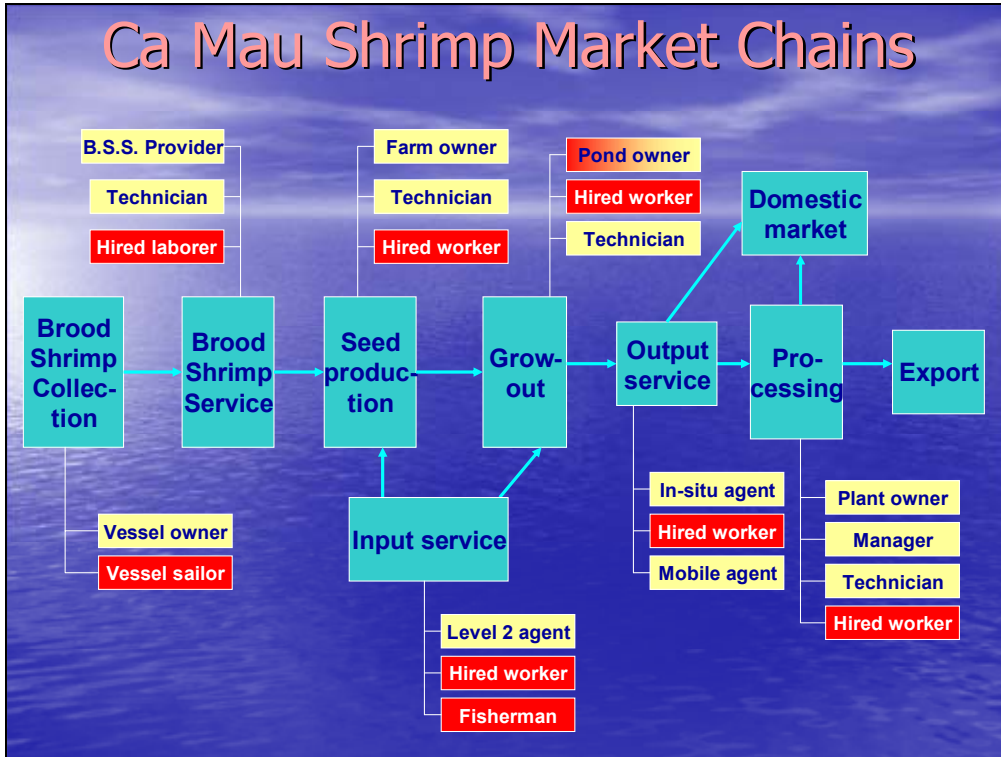 Ca Mau Shrimp Market Chains
B.S.S. Provider
Technician
Hired laborer
Farm owner
Technician
Hired worker
Pond owner
Hired worker
Technician
Domestic
market
Brood
Shrimp
Collec-
tion
Brood
Shrimp
Service
Seed
produc-
tion
Grow-
out
Output
service
Pro-
cessing
Export
Vessel owner
Vessel sailor
Input service
Level 2 agent
Hired worker
Fisherman
In-situ agent
Hired worker
Mobile agent
Plant owner
Manager
Technician
Hired worker